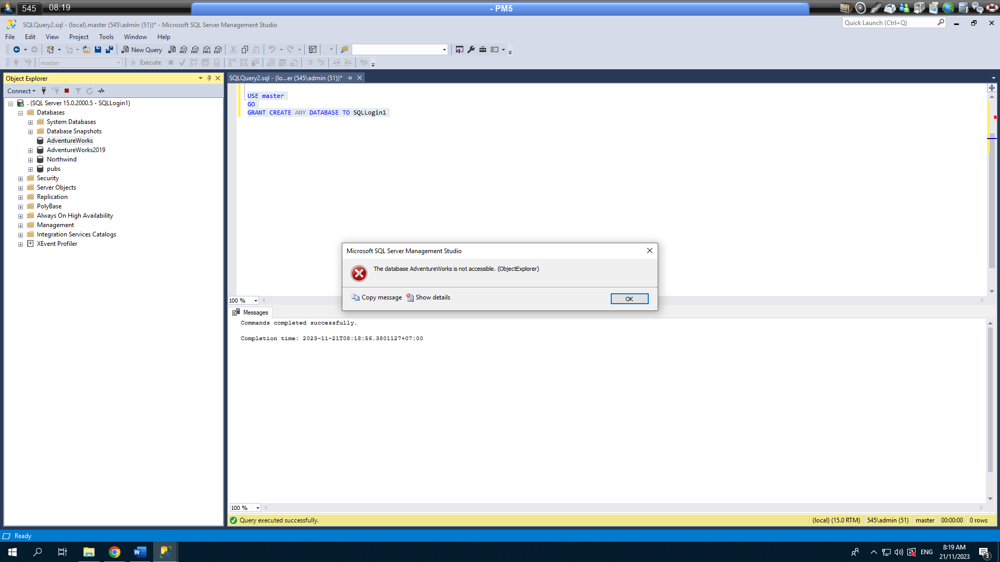 545
08:19
- PM5
SQLQuery2.sql - (local).master (545\admin (51))* - Microsoft SQL Server Management Studio
Quick Launch (Ctrl+Q)
File Edit View Project Tools Window Help
New Query
MDX DMX XMLA DAX
master
Execute
Object Explorer
SQLQuery2.sql - (lo...er (545\admin (51))*
Connect
. (SQL Server 15.0.2000.5 - SQLLogin1)
Databases
System Databases
Database Snapshots
AdventureWorks
AdventureWorks2019
Northwind
pubs
Security
Server Objects
Replication
PolyBase
Always On High Availability
Management
Integration Services Catalogs
XEvent Profiler
USE master
GO
GRANT CREATE ANY DATABASE TO SQLLogin1
Microsoft SQL Server Management Studio
The database AdventureWorks is not accessible. (ObjectExplorer)
Copy message
Show details
OK
100 %
Messages
Commands completed successfully.
Completion time: 2023-11-21T08:18:56.3801127+07:00
100 %
Query executed successfully.
(local) (15.0 RTM)
545\admin (51)
master
00:00:00
0 rows
Ready
ENG
8:19 AM
21/11/2023
3